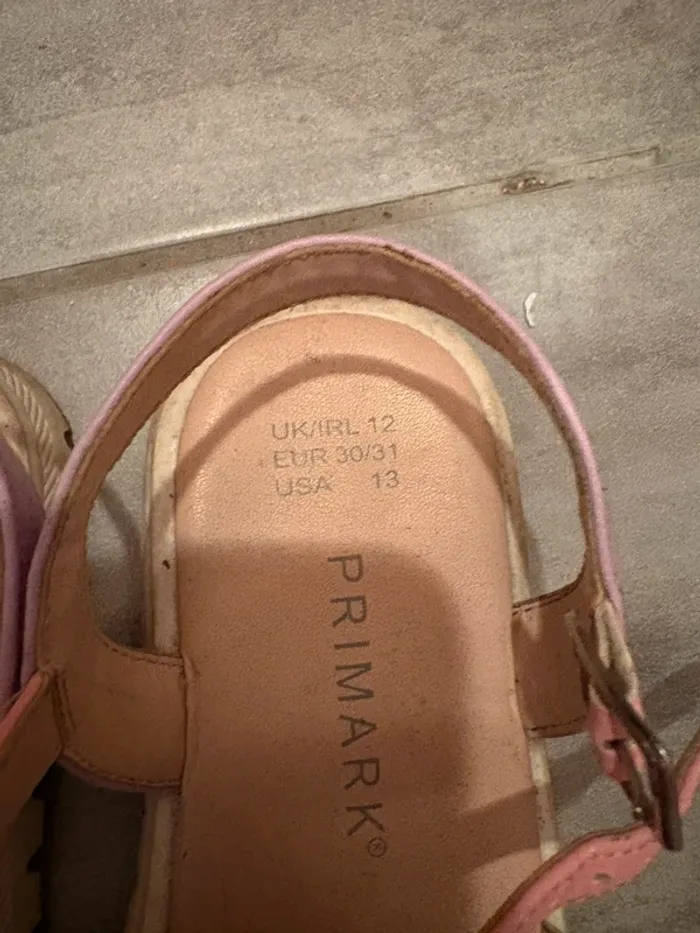 UK/IRL 12
EUR 30/31
USA 13
PRIMARK®